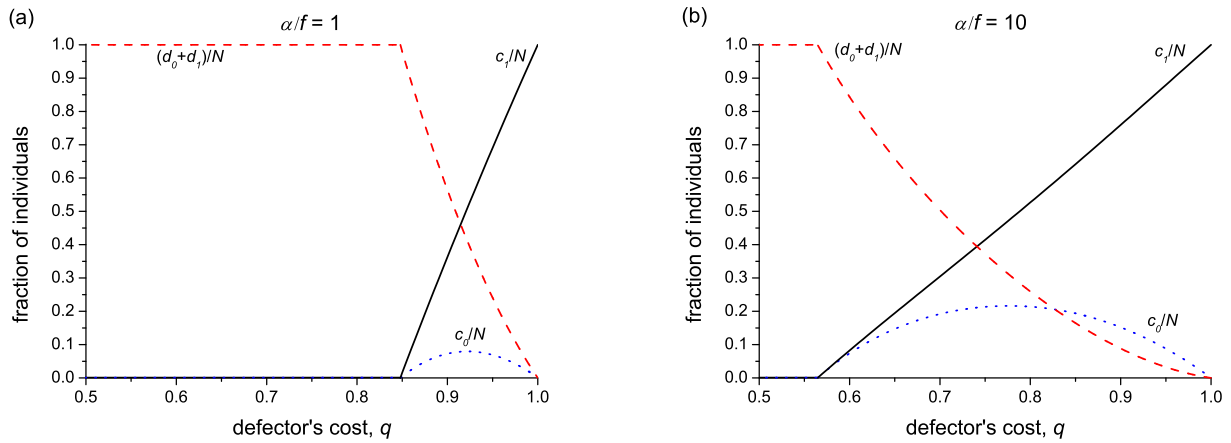 (a)
α/f = 1
1.0
0.9
0.8
0.7
0.6
0.5
0.4
0.3
0.2
0.1
0.0
fraction of individuals
(d0+d1)/N
c1/N
c0/N
0.5 0.6 0.7 0.8 0.9 1.0
defector's cost, q
(b)
α/f = 10
1.0
0.9
0.8
0.7
0.6
0.5
0.4
0.3
0.2
0.1
0.0
fraction of individuals
(d0+d1)/N
c1/N
c0/N
0.5 0.6 0.7 0.8 0.9 1.0
defector's cost, q